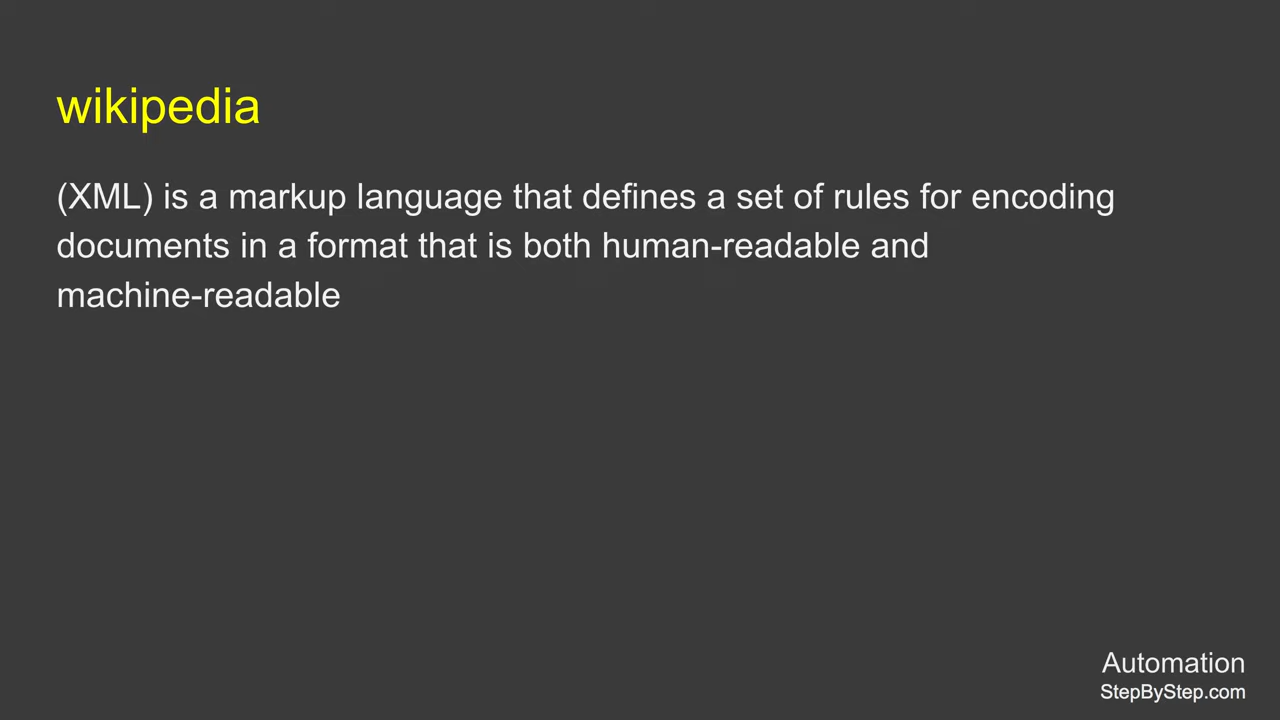 wikipedia
(XML) is a markup language that defines a set of rules for encoding
documents in a format that is both human-readable and
machine-readable
Automation
StepByStep.com